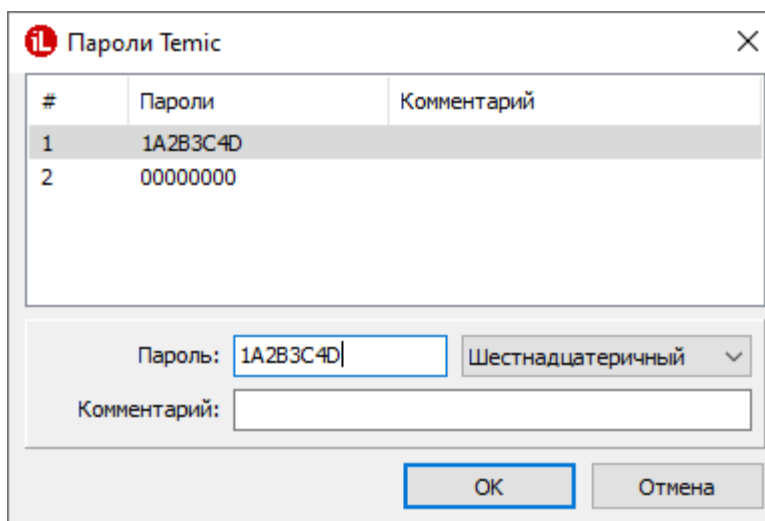 iL Пароли Temic
# Пароли Комментарий
1 1A2B3C4D
2 00000000
Пароль: 1A2B3C4D Шестнадцатеричный
Комментарий:
OK Отмена